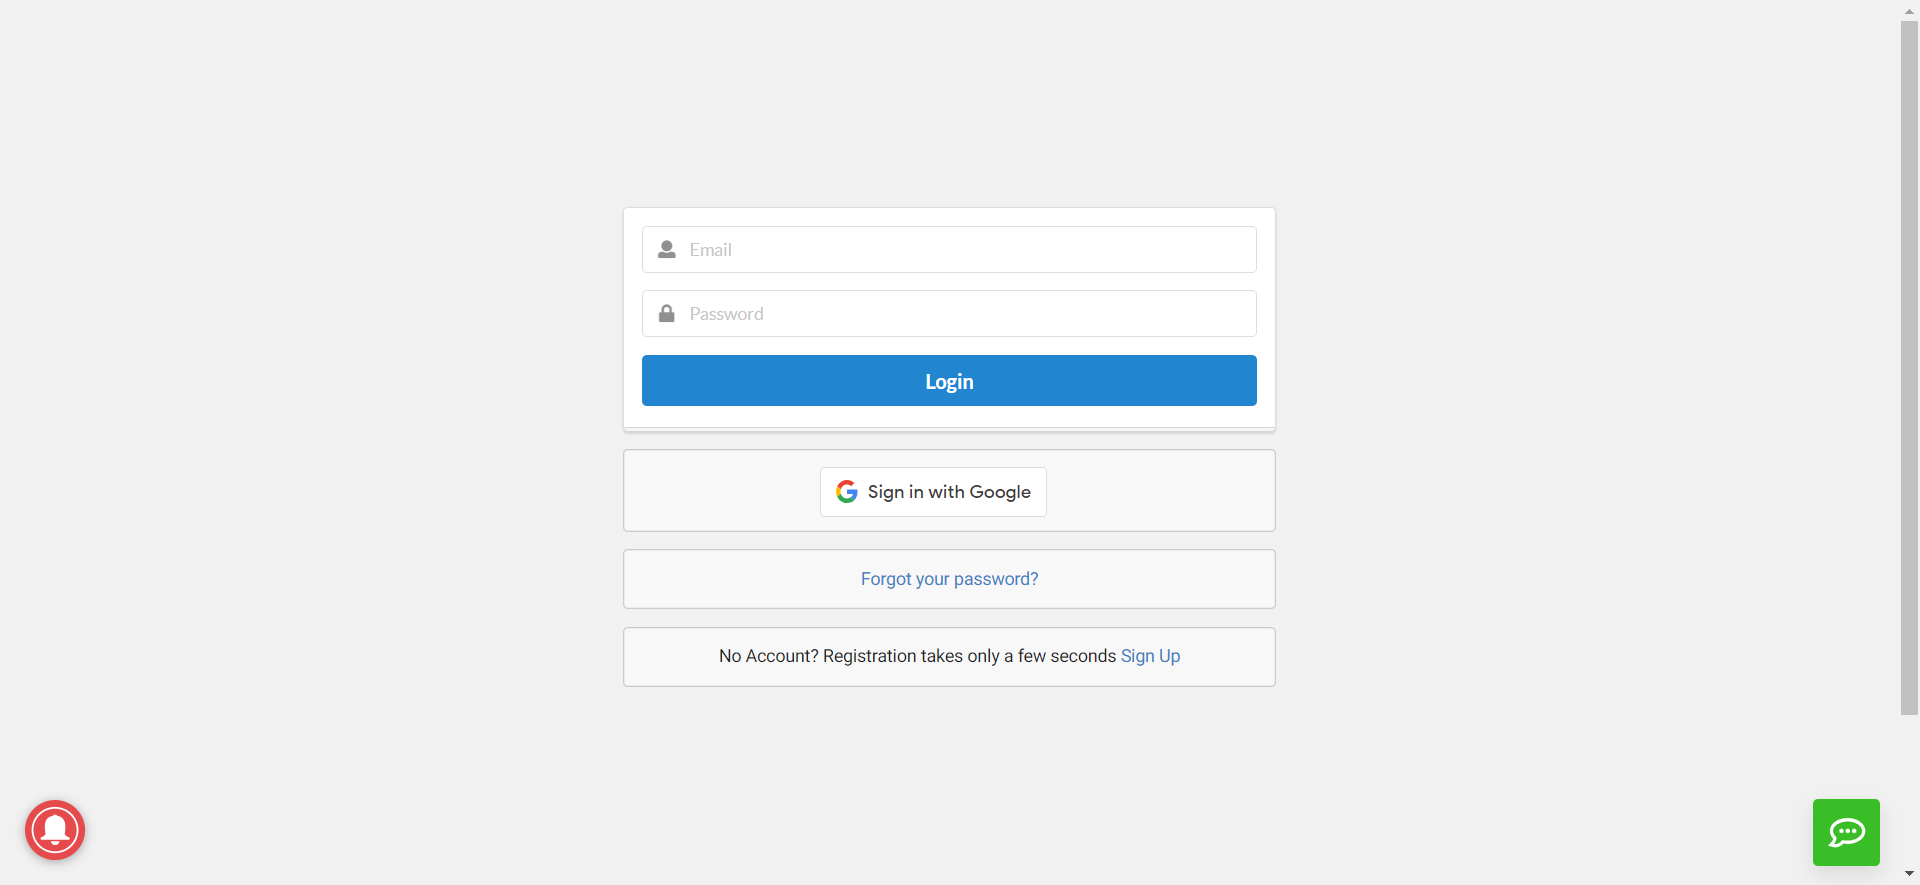 Email
Password
Login
Sign in with Google
Forgot your password?
No Account? Registration takes only a few seconds Sign Up